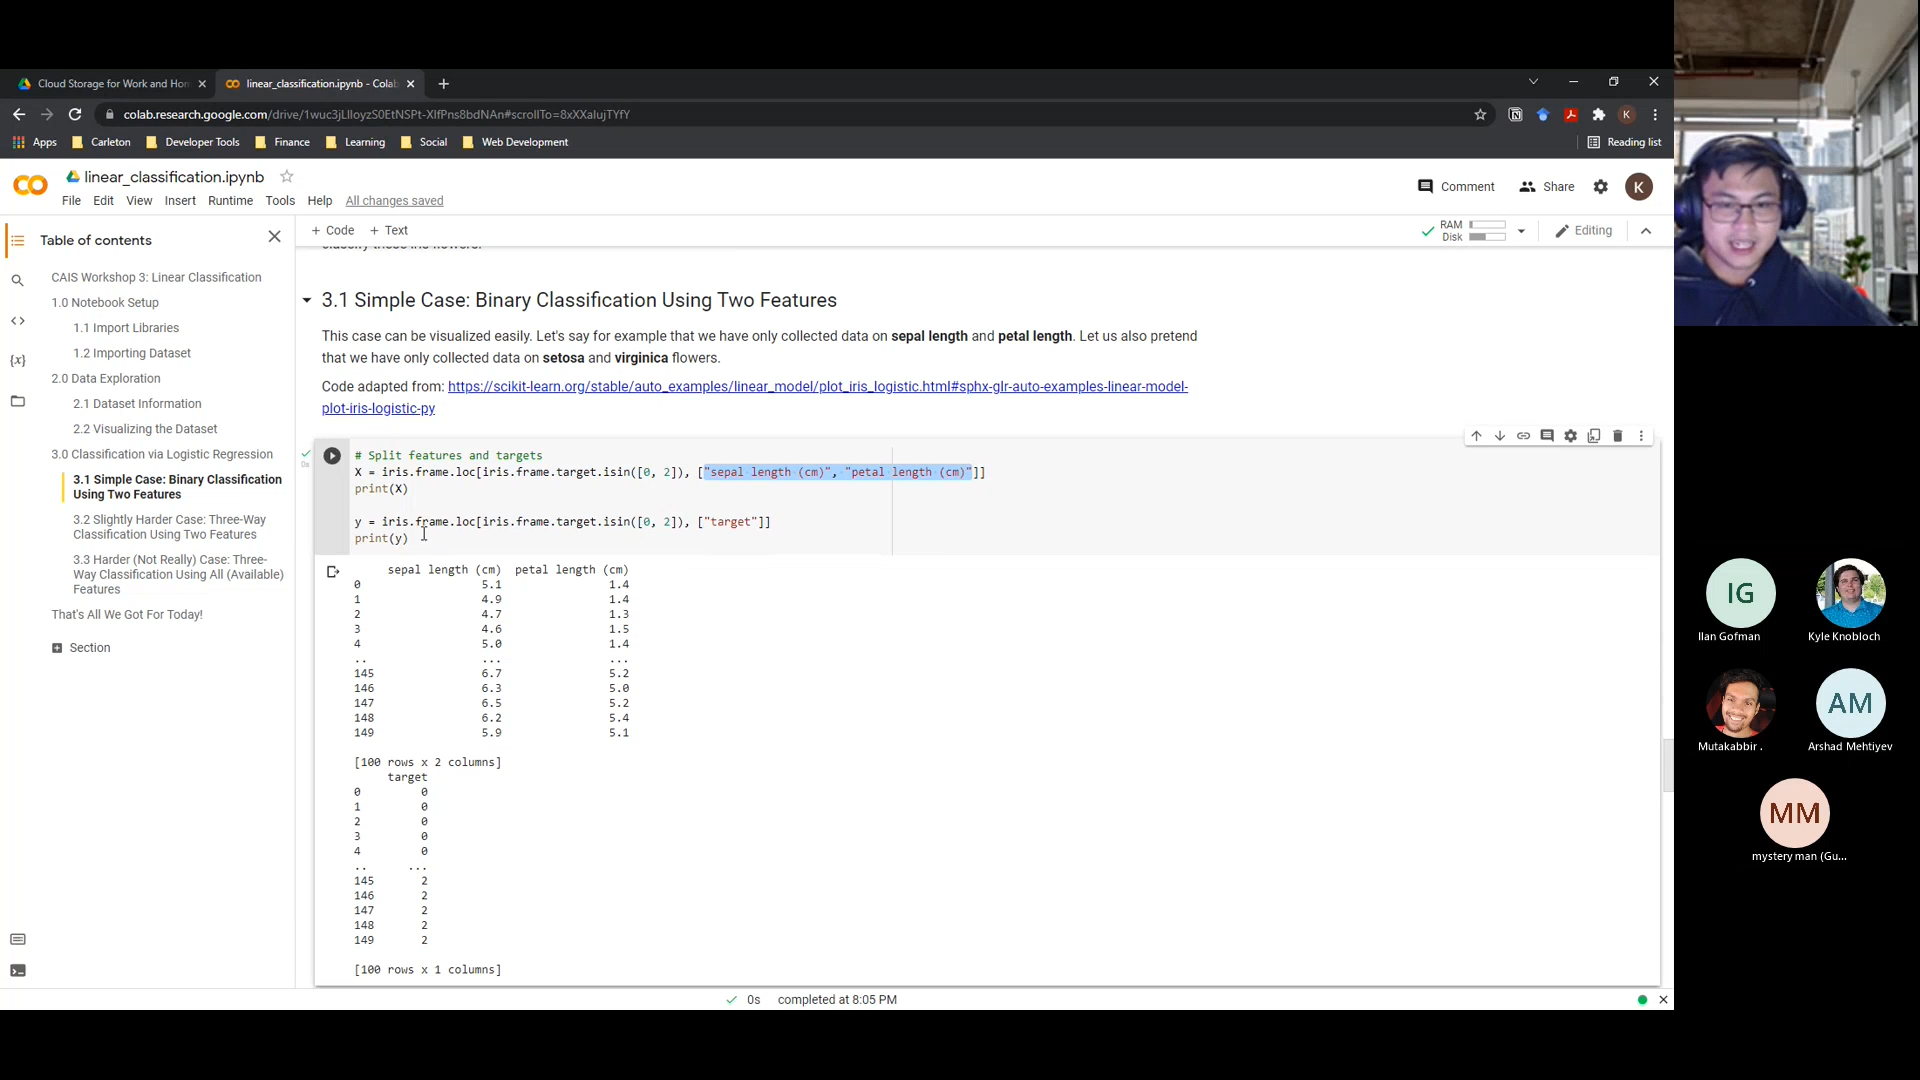 Cloud Storage for Work and Hom
linear_classification.ipynb - Colab
colab.research.google.com/drive/1wuc3jLlIoyzS0EtNSPt-XIfPns8bdNAn#scrollTo=8xXXaIujTYfY
Apps Carleton Developer Tools Finance Learning Social Web Development Reading list
linear_classification.ipynb
Comment Share K
File Edit View Insert Runtime Tools Help All changes saved
+ Code + Text
RAM
Disk
Editing
Table of contents
CAIS Workshop 3: Linear Classification
1.0 Notebook Setup
1.1 Import Libraries
1.2 Importing Dataset
2.0 Data Exploration
2.1 Dataset Information
2.2 Visualizing the Dataset
3.0 Classification via Logistic Regression
3.1 Simple Case: Binary Classification
Using Two Features
3.2 Slightly Harder Case: Three-Way
Classification Using Two Features
3.3 Harder (Not Really) Case: Three-
Way Classification Using All (Available)
Features
That's All We Got For Today!
Section
classify these iris flowers.
3.1 Simple Case: Binary Classification Using Two Features
This case can be visualized easily. Let's say for example that we have only collected data on sepal length and petal length. Let us also pretend
that we have only collected data on setosa and virginica flowers.
Code adapted from: https://scikit-learn.org/stable/auto_examples/linear_model/plot_iris_logistic.html#sphx-glr-auto-examples-linear-model-
plot-iris-logistic-py
# Split features and targets
X = iris.frame.loc[iris.frame.target.isin([0, 2]), ["sepal length (cm)", "petal length (cm)"]]
print(X)
y = iris.frame.loc[iris.frame.target.isin([0, 2]), ["target"]]
print(y)
sepal length (cm) petal length (cm)
0 5.1 1.4
1 4.9 1.4
2 4.7 1.3
3 4.6 1.5
4 5.0 1.4
.. ... ...
145 6.7 5.2
146 6.3 5.0
147 6.5 5.2
148 6.2 5.4
149 5.9 5.1
[100 rows x 2 columns]
target
0 0
1 0
2 0
3 0
4 0
.. ...
145 2
146 2
147 2
148 2
149 2
[100 rows x 1 columns]
0s completed at 8:05 PM
IG
Ilan Gofman
Kyle Knobloch
Mutakabbir .
AM
Arshad Mehtiyev
MM
mystery man (Gu...